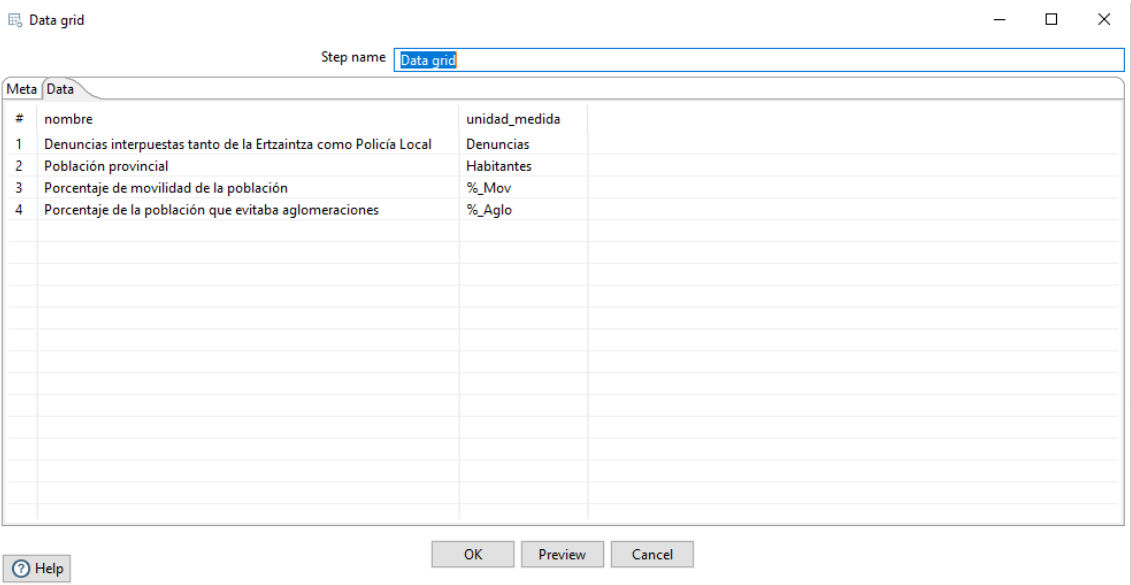 Data grid
Step name Data grid
Meta Data
# nombre unidad_medida
1 Denuncias interpuestas tanto de la Ertzaintza como Policía Local Denuncias
2 Población provincial Habitantes
3 Porcentaje de movilidad de la población %_Mov
4 Porcentaje de la población que evitaba aglomeraciones %_Aglo
OK Preview Cancel
Help